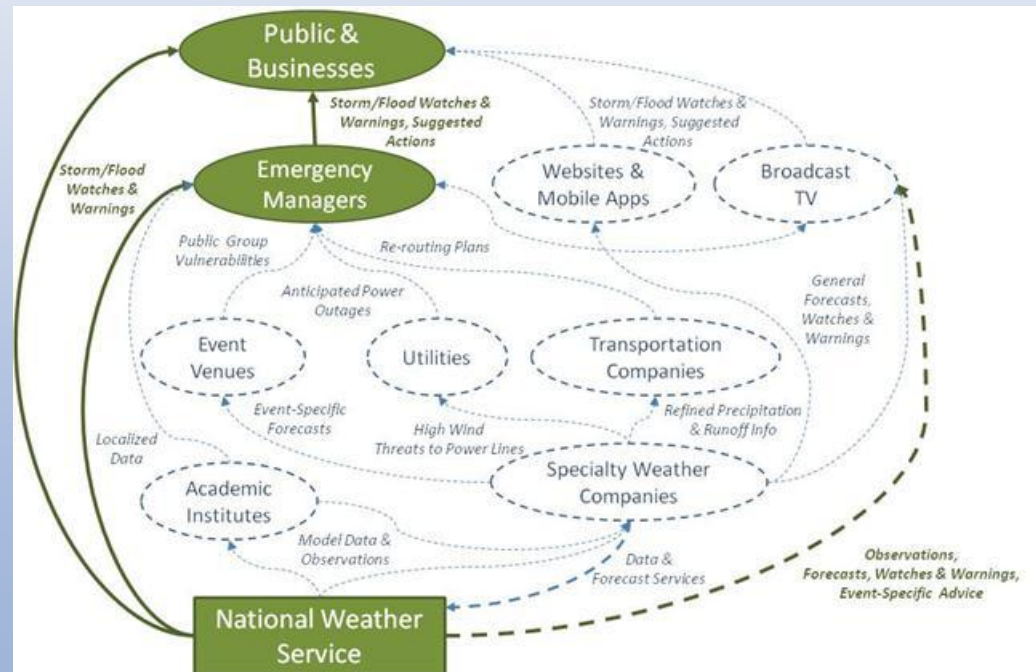 Public &
Businesses
Storm/Flood Watches &
Warnings, Suggested
Actions
Storm/Flood Watches &
Warnings, Suggested
Actions
Storm/Flood
Watches &
Warnings
Emergency
Managers
Websites &
Mobile Apps
Broadcast
TV
Public Group
Vulnerabilities
Re-routing Plans
Anticipated Power
Outages
General
Forecasts,
Watches &
Warnings
Event
Venues
Utilities
Transportation
Companies
Event-Specific
Forecasts
High Wind
Threats to Power Lines
Refined Precipitation
& Runoff Info
Localized
Data
Academic
Institutes
Specialty Weather
Companies
Model Data &
Observations
Data &
Forecast Services
Observations,
Forecasts, Watches & Warnings,
Event-Specific Advice
National Weather
Service